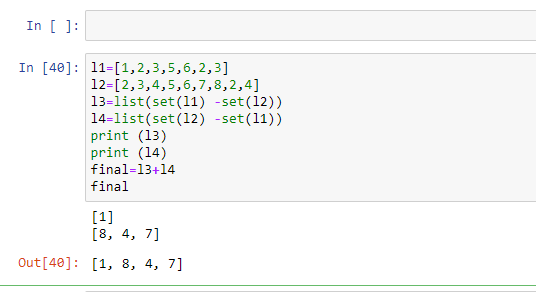 In [ ]:
In [40]: l1=[1,2,3,5,6,2,3]
l2=[2,3,4,5,6,7,8,2,4]
l3=list(set(l1) -set(l2))
l4=list(set(l2) -set(l1))
print (l3)
print (l4)
final=l3+l4
final
[1]
[8, 4, 7]
Out[40]: [1, 8, 4, 7]